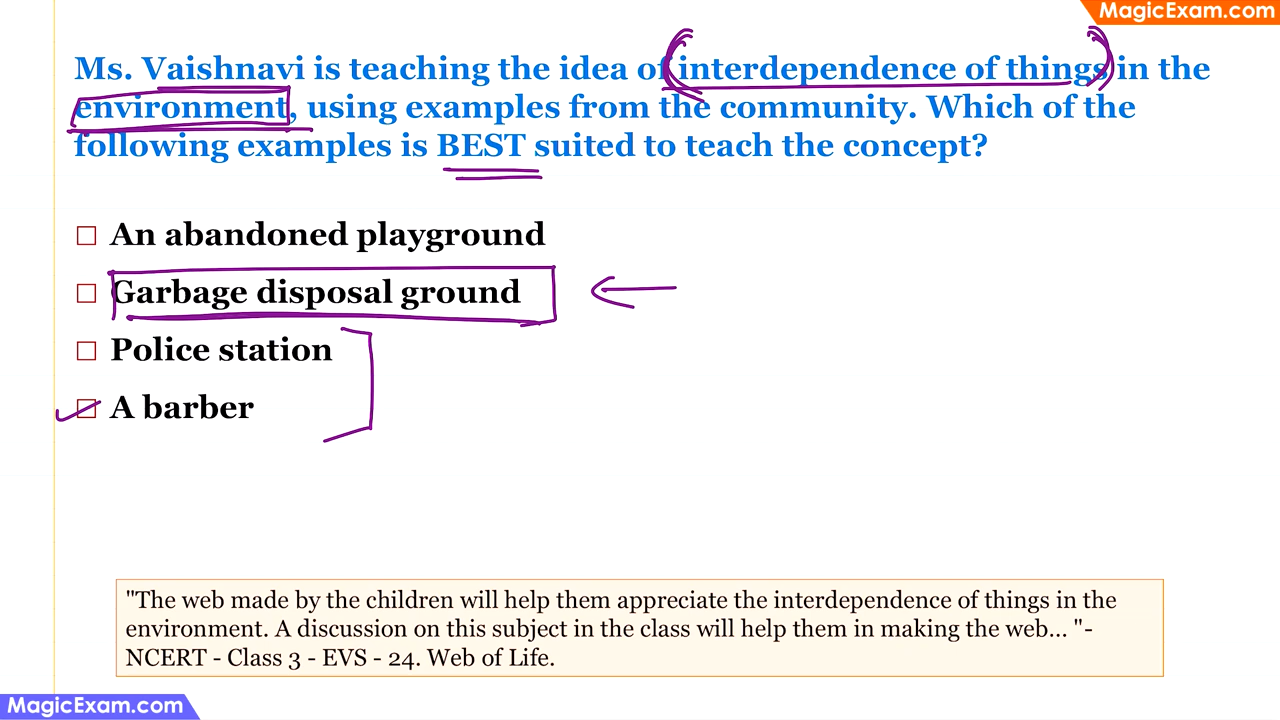 MagicExam.com
Ms. Vaishnavi is teaching the idea of interdependence of things in the
environment, using examples from the community. Which of the
following examples is BEST suited to teach the concept?
An abandoned playground
Garbage disposal ground
Police station
A barber
"The web made by the children will help them appreciate the interdependence of things in the
environment. A discussion on this subject in the class will help them in making the web... "-
NCERT - Class 3 - EVS - 24. Web of Life.
MagicExam.com